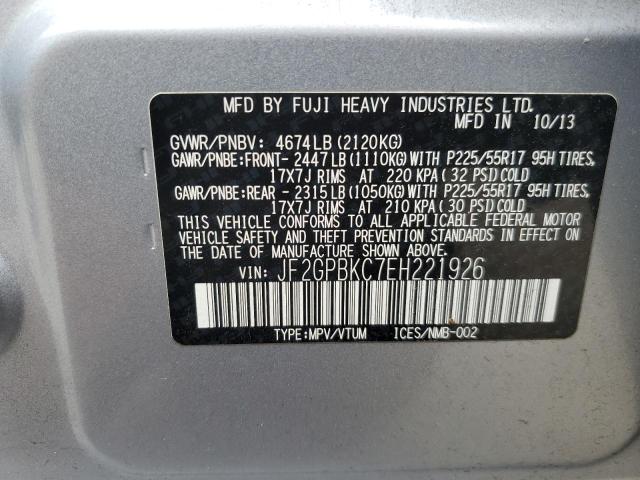 MFD BY FUJI HEAVY INDUSTRIES LTD.
MFD IN 10/13
GVWR/PNBV: 4674LB(2120KG)
GAWR/PNBE:FRONT- 2447LB(1110KG)WITH P225/55R17 95H TIRES,
17X7J RIMS AT 220 KPA(32 PSI)COLD
GAWR/PNBE:REAR - 2315LB(1050KG)WITH P225/55R17 95H TIRES,
17X7J RIMS AT 210 KPA(30 PSI)COLD
THIS VEHICLE CONFORMS TO ALL APPLICABLE FEDERAL MOTOR
VEHICLE SAFETY AND THEFT PREVENTION STANDARDS IN EFFECT ON
THE DATE OF MANUFACTURE SHOWN ABOVE.
VIN: JF2GPBKC7EH221926
TYPE:MPV/VTUM ICES/NMB-002